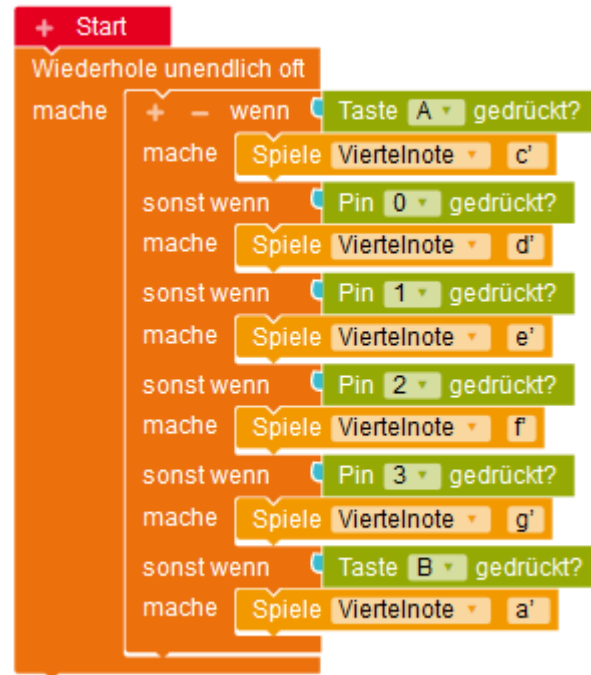 + Start
Wiederhole unendlich oft
mache + − wenn Taste A gedrückt?
mache Spiele Viertelnote c'
sonst wenn Pin 0 gedrückt?
mache Spiele Viertelnote d'
sonst wenn Pin 1 gedrückt?
mache Spiele Viertelnote e'
sonst wenn Pin 2 gedrückt?
mache Spiele Viertelnote f'
sonst wenn Pin 3 gedrückt?
mache Spiele Viertelnote g'
sonst wenn Taste B gedrückt?
mache Spiele Viertelnote a'